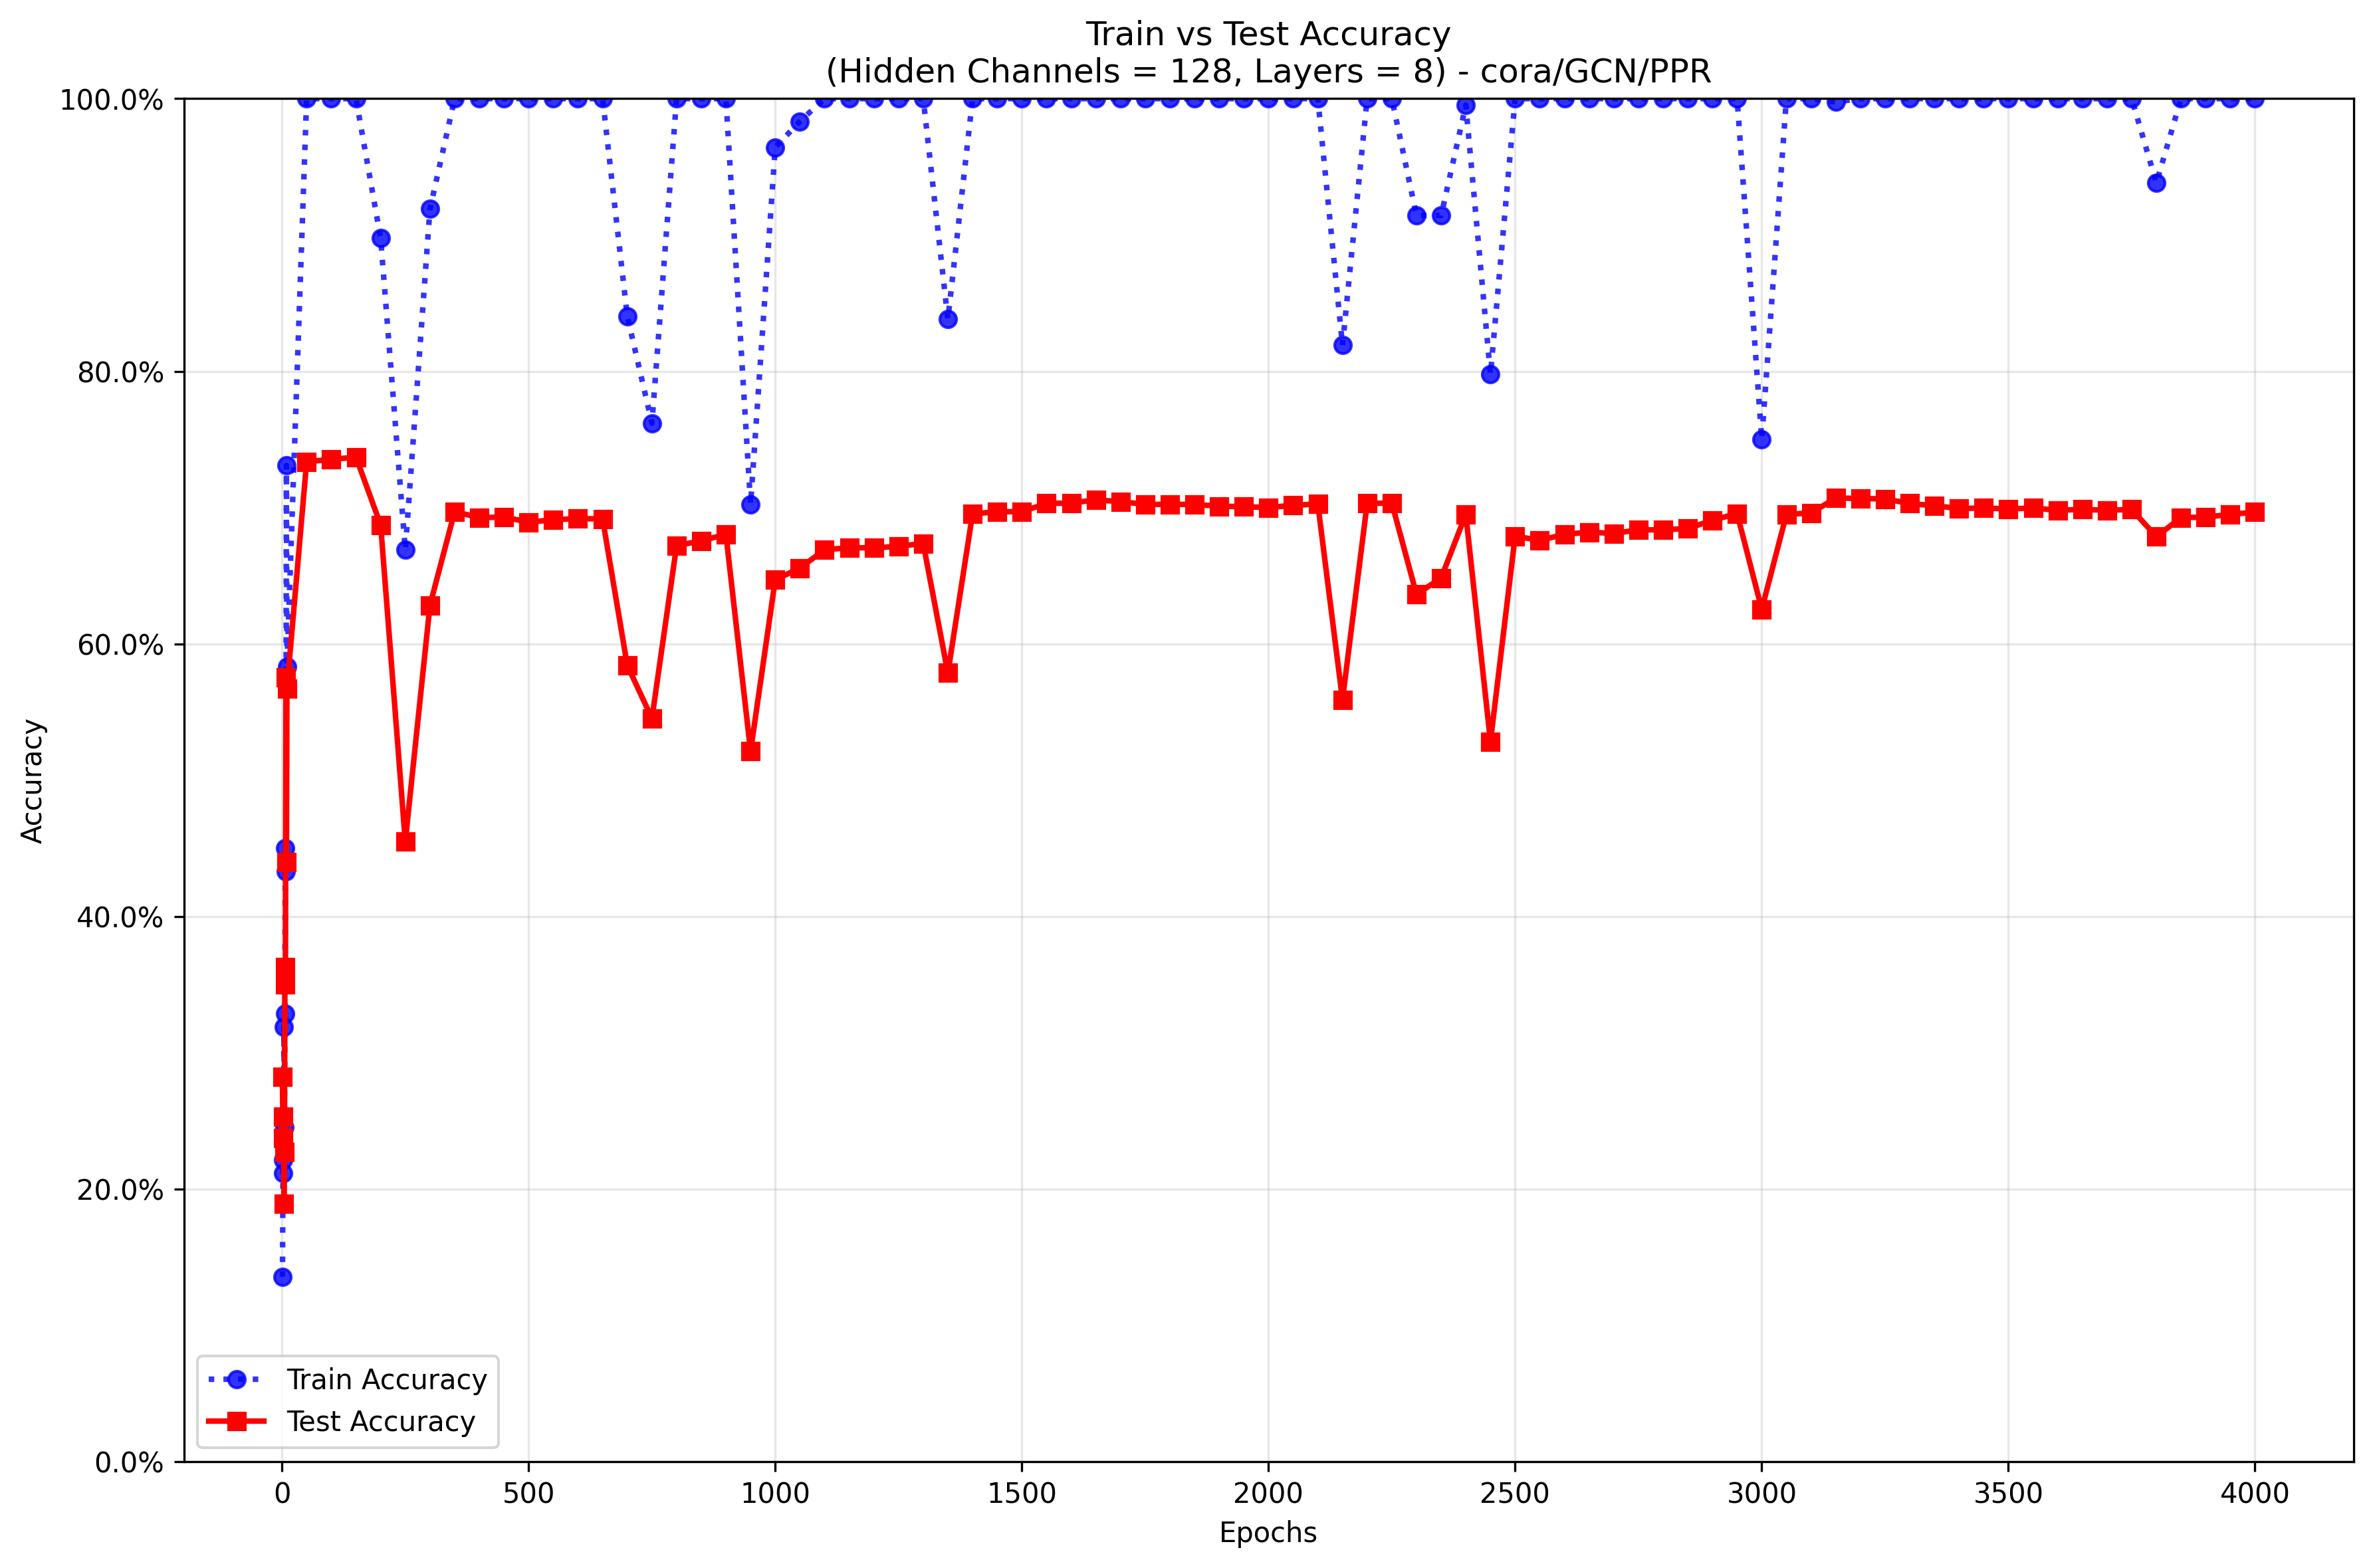 Train vs Test Accuracy
(Hidden Channels = 128, Layers = 8) - cora/GCN/PPR
100.0%
80.0%
60.0%
40.0%
20.0%
0.0%
Accuracy
Train Accuracy
Test Accuracy
0 500 1000 1500 2000 2500 3000 3500 4000
Epochs